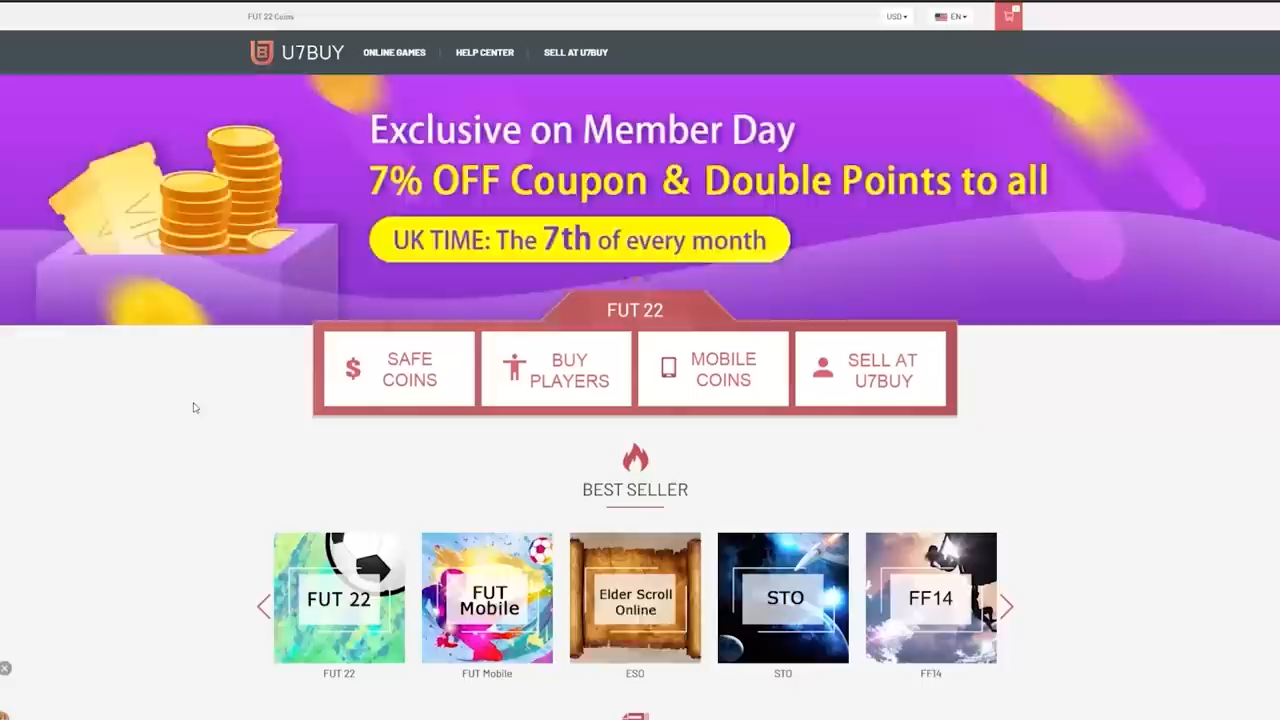 FUT 22 Coins
USD
EN
U7BUY
ONLINE GAMES
HELP CENTER
SELL AT U7BUY
Exclusive on Member Day
7% OFF Coupon & Double Points to all
UK TIME: The 7th of every month
FUT 22
SAFE
COINS
BUY
PLAYERS
MOBILE
COINS
SELL AT
U7BUY
BEST SELLER
FUT 22
FUT
Mobile
Elder Scroll
Online
STO
FF14
FUT 22
FUT Mobile
ESO
STO
FF14